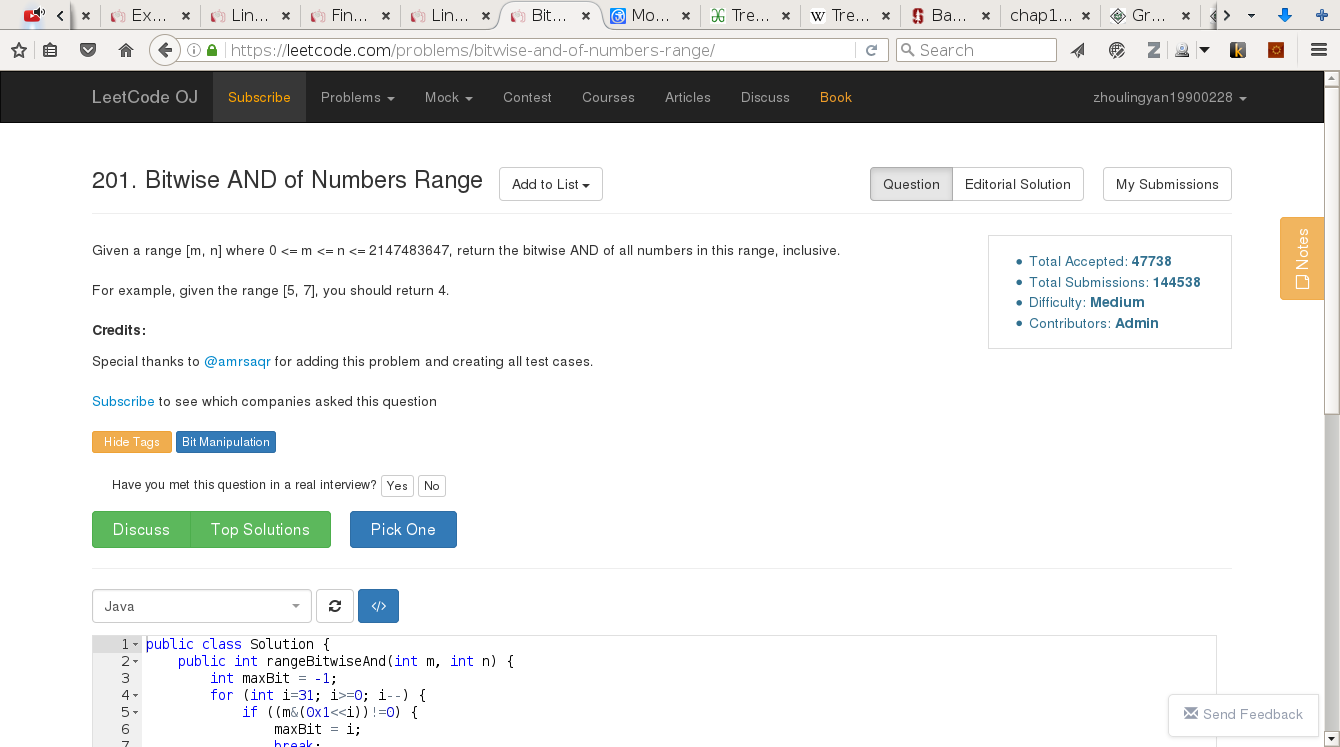 Ex... Lin... Fin... Lin... Bit... Mo... Tre... W Tre... Ba... chap1... Gr...
https://leetcode.com/problems/bitwise-and-of-numbers-range/ Search
LeetCode OJ Subscribe Problems Mock Contest Courses Articles Discuss Book zhoulingyan19900228
201. Bitwise AND of Numbers Range Add to List Question Editorial Solution My Submissions
Given a range [m, n] where 0 <= m <= n <= 2147483647, return the bitwise AND of all numbers in this range, inclusive.
For example, given the range [5, 7], you should return 4.
Credits:
Special thanks to @amrsaqr for adding this problem and creating all test cases.
Subscribe to see which companies asked this question
Total Accepted: 47738
Total Submissions: 144538
Difficulty: Medium
Contributors: Admin
Notes
Hide Tags Bit Manipulation
Have you met this question in a real interview? Yes No
Discuss Top Solutions Pick One
Java </>
1 public class Solution {
2 public int rangeBitwiseAnd(int m, int n) {
3 int maxBit = -1;
4 for (int i=31; i>=0; i--) {
5 if ((m&(0x1<<i))!=0) {
6 maxBit = i;
7 break;
Send Feedback